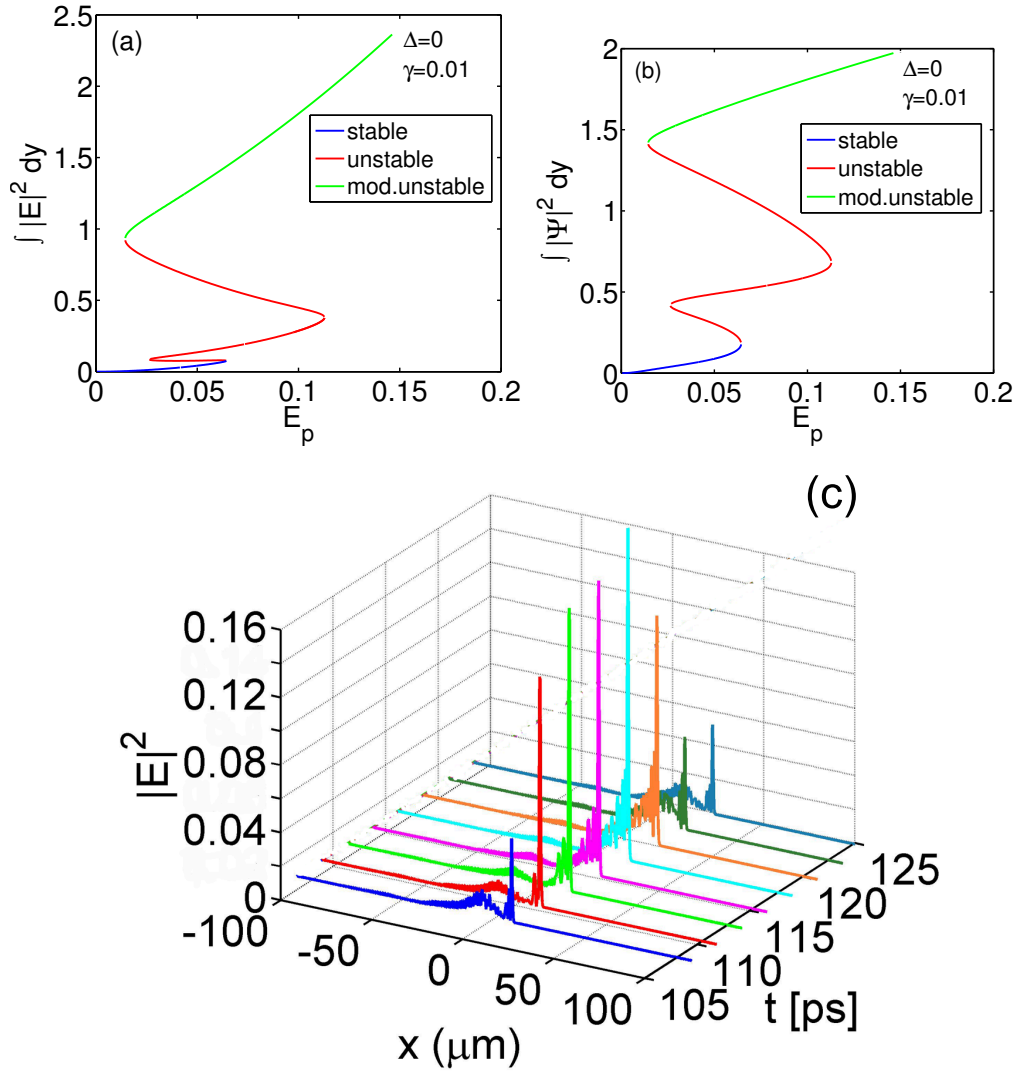 (a)
Δ=0
γ=0.01
stable
unstable
mod.unstable
∫ |E|² dy
2.5
2
1.5
1
0.5
0
0 0.05 0.1 0.15 0.2
E_p
(b)
Δ=0
γ=0.01
stable
unstable
mod.unstable
∫ |Ψ|² dy
2
1.5
1
0.5
0
0 0.05 0.1 0.15 0.2
E_p
(c)
|E|²
0.16
0.12
0.08
0.04
0
-100 -50 0 50 100
x (μm)
105 110 115 120 125
t [ps]